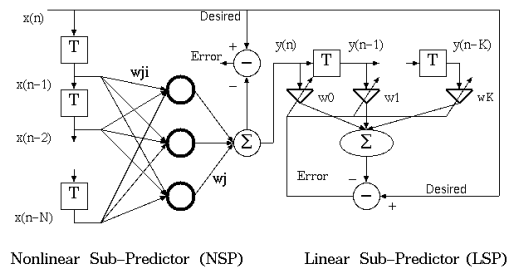 x(n)
Desired
T
+
−
Error
−
y(n)
T
y(n-1)
T
y(n-K)
wji
x(n-1)
T
w0
w1
wK
x(n-2)
Σ
Σ
wj
T
Error
−
−
+
Desired
x(n-N)
Nonlinear Sub-Predictor (NSP)
Linear Sub-Predictor (LSP)